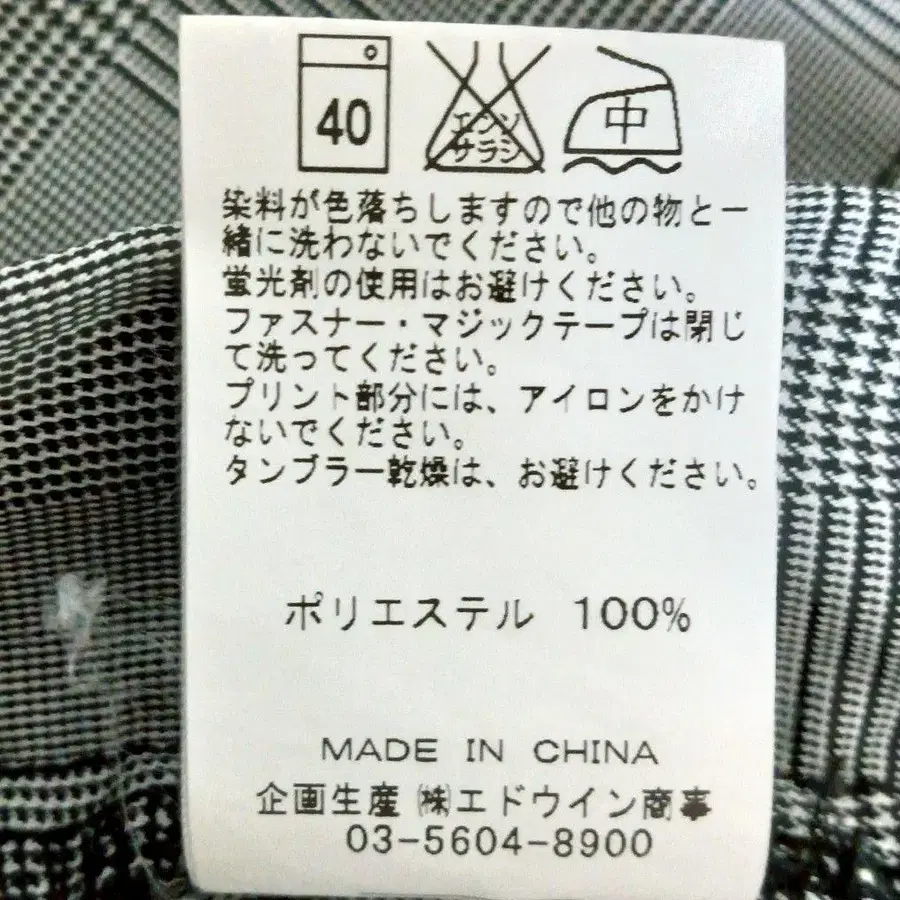 40
エンソ
サラシ
中
染料が色落ちしますので他の物と一
緒に洗わないでください。
蛍光剤の使用はお避けください。
ファスナー・マジックテープは閉じ
て洗ってください。
プリント部分には、アイロンをかけ
ないでください。
タンブラー乾燥は、お避けください。
ポリエステル 100%
MADE IN CHINA
企画生産 ㈱エドウイン商事
03-5604-8900